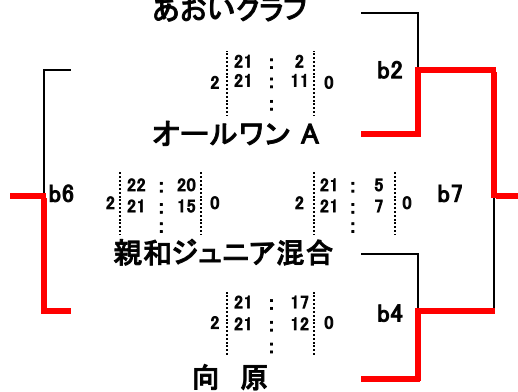 あおいクラブ
21 : 2
b2
2 21 : 11 0
:
オールワン A
b6
22 : 20
21 : 5
b7
2 21 : 15 0
2 21 : 7 0
:
:
親和ジュニア混合
21 : 17
b4
2 21 : 12 0
:
向 原